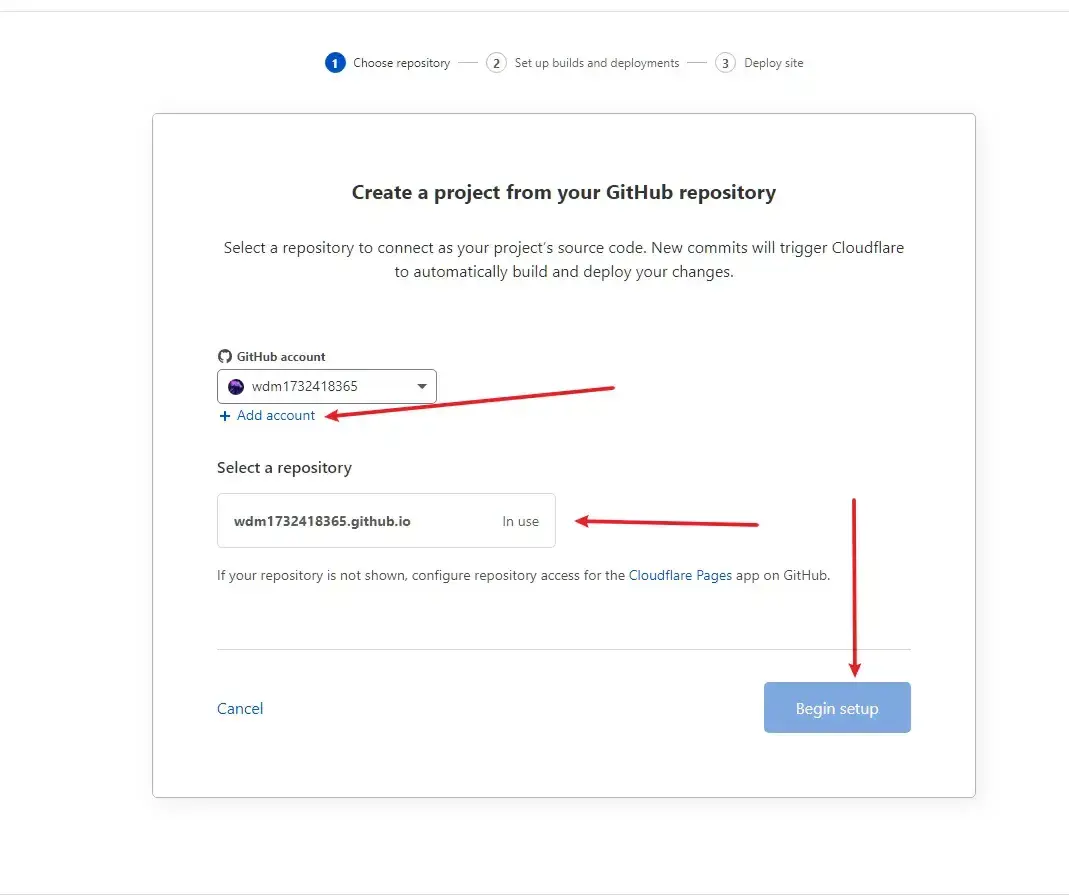 1 Choose repository 2 Set up builds and deployments 3 Deploy site
Create a project from your GitHub repository
Select a repository to connect as your project's source code. New commits will trigger Cloudflare
to automatically build and deploy your changes.
GitHub account
wdm1732418365
+ Add account
Select a repository
wdm1732418365.github.io In use
If your repository is not shown, configure repository access for the Cloudflare Pages app on GitHub.
Cancel Begin setup